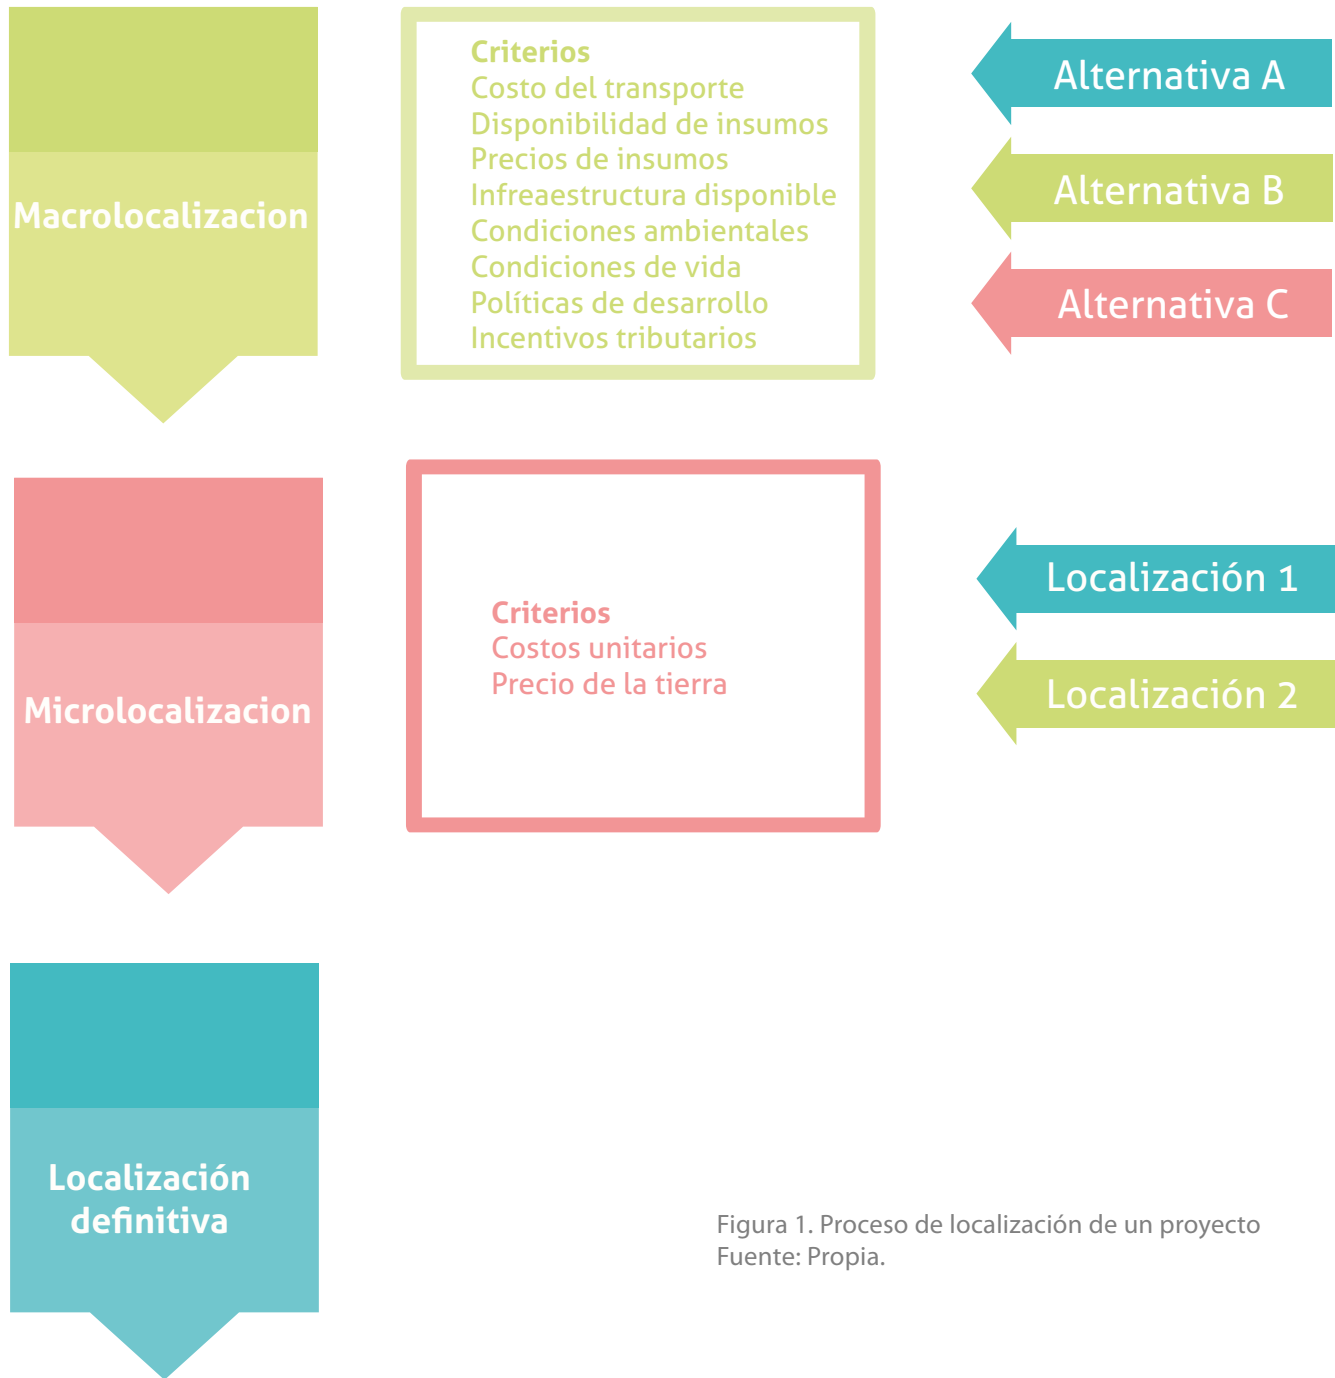 Macrolocalizacion
Criterios
Costo del transporte
Disponibilidad de insumos
Precios de insumos
Infreaestructura disponible
Condiciones ambientales
Condiciones de vida
Políticas de desarrollo
Incentivos tributarios
Alternativa A
Alternativa B
Alternativa C
Microlocalizacion
Criterios
Costos unitarios
Precio de la tierra
Localización 1
Localización 2
Localización
definitiva
Figura 1. Proceso de localización de un proyecto
Fuente: Propia.